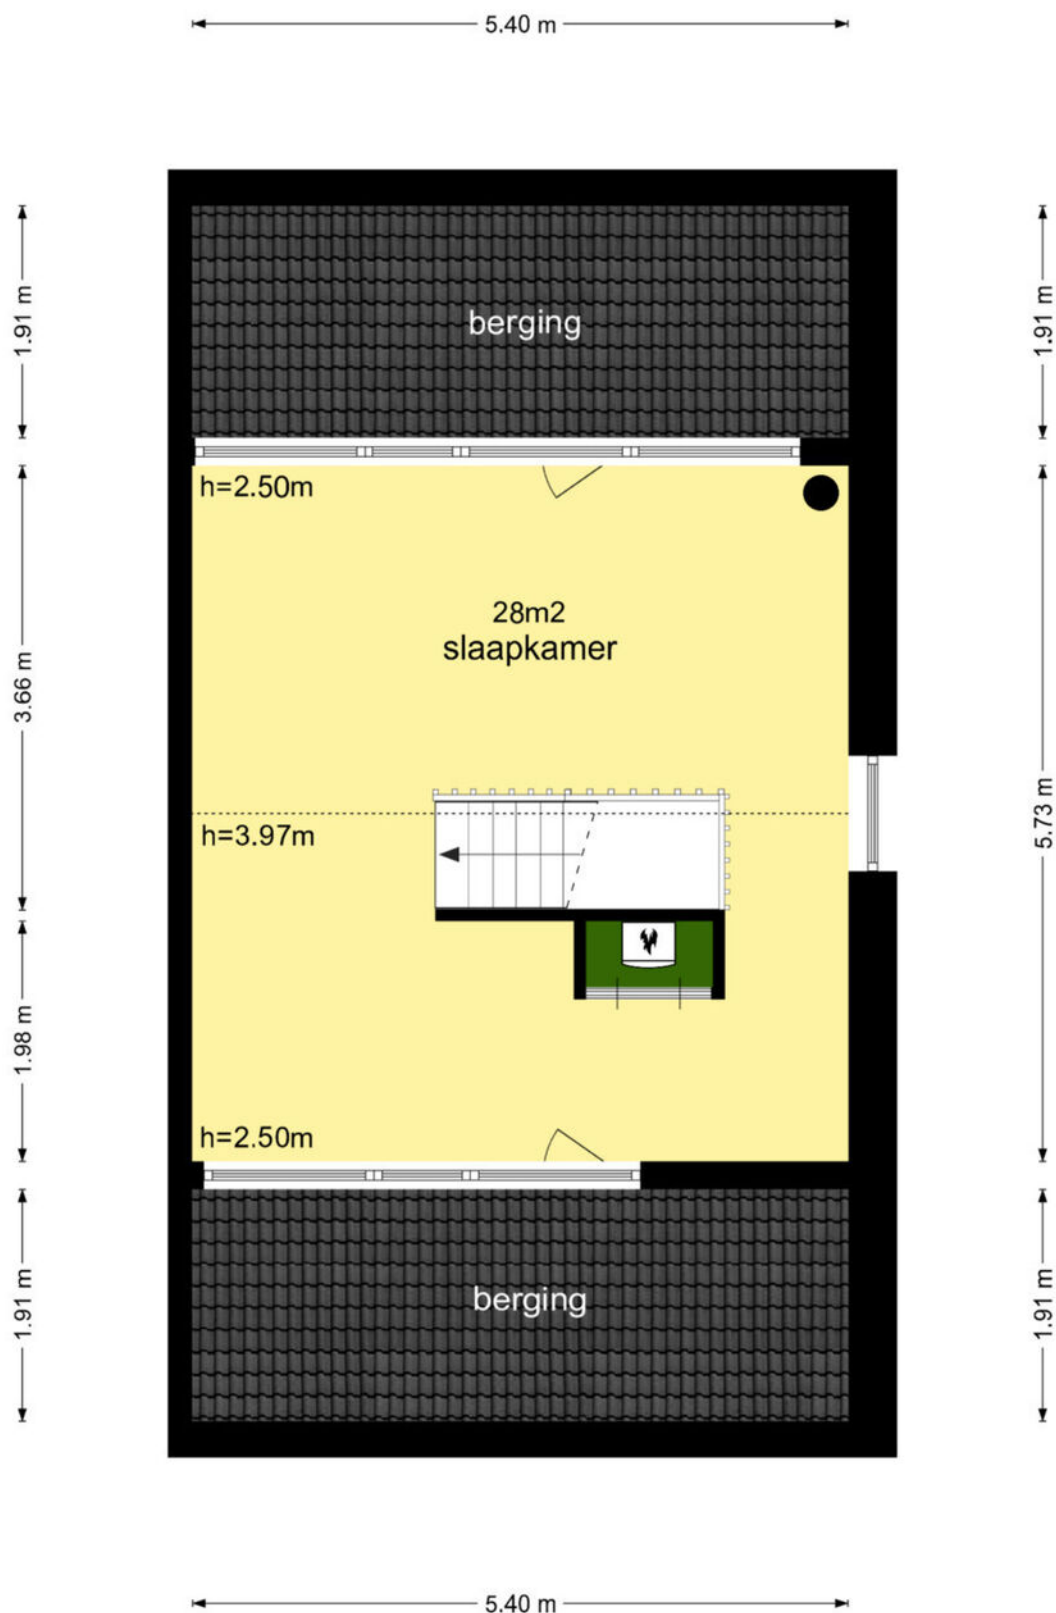 5.40 m
1.91 m
1.91 m
berging
h=2.50m
28m2
slaapkamer
3.66 m
h=3.97m
5.73 m
1.98 m
h=2.50m
berging
1.91 m
1.91 m
5.40 m